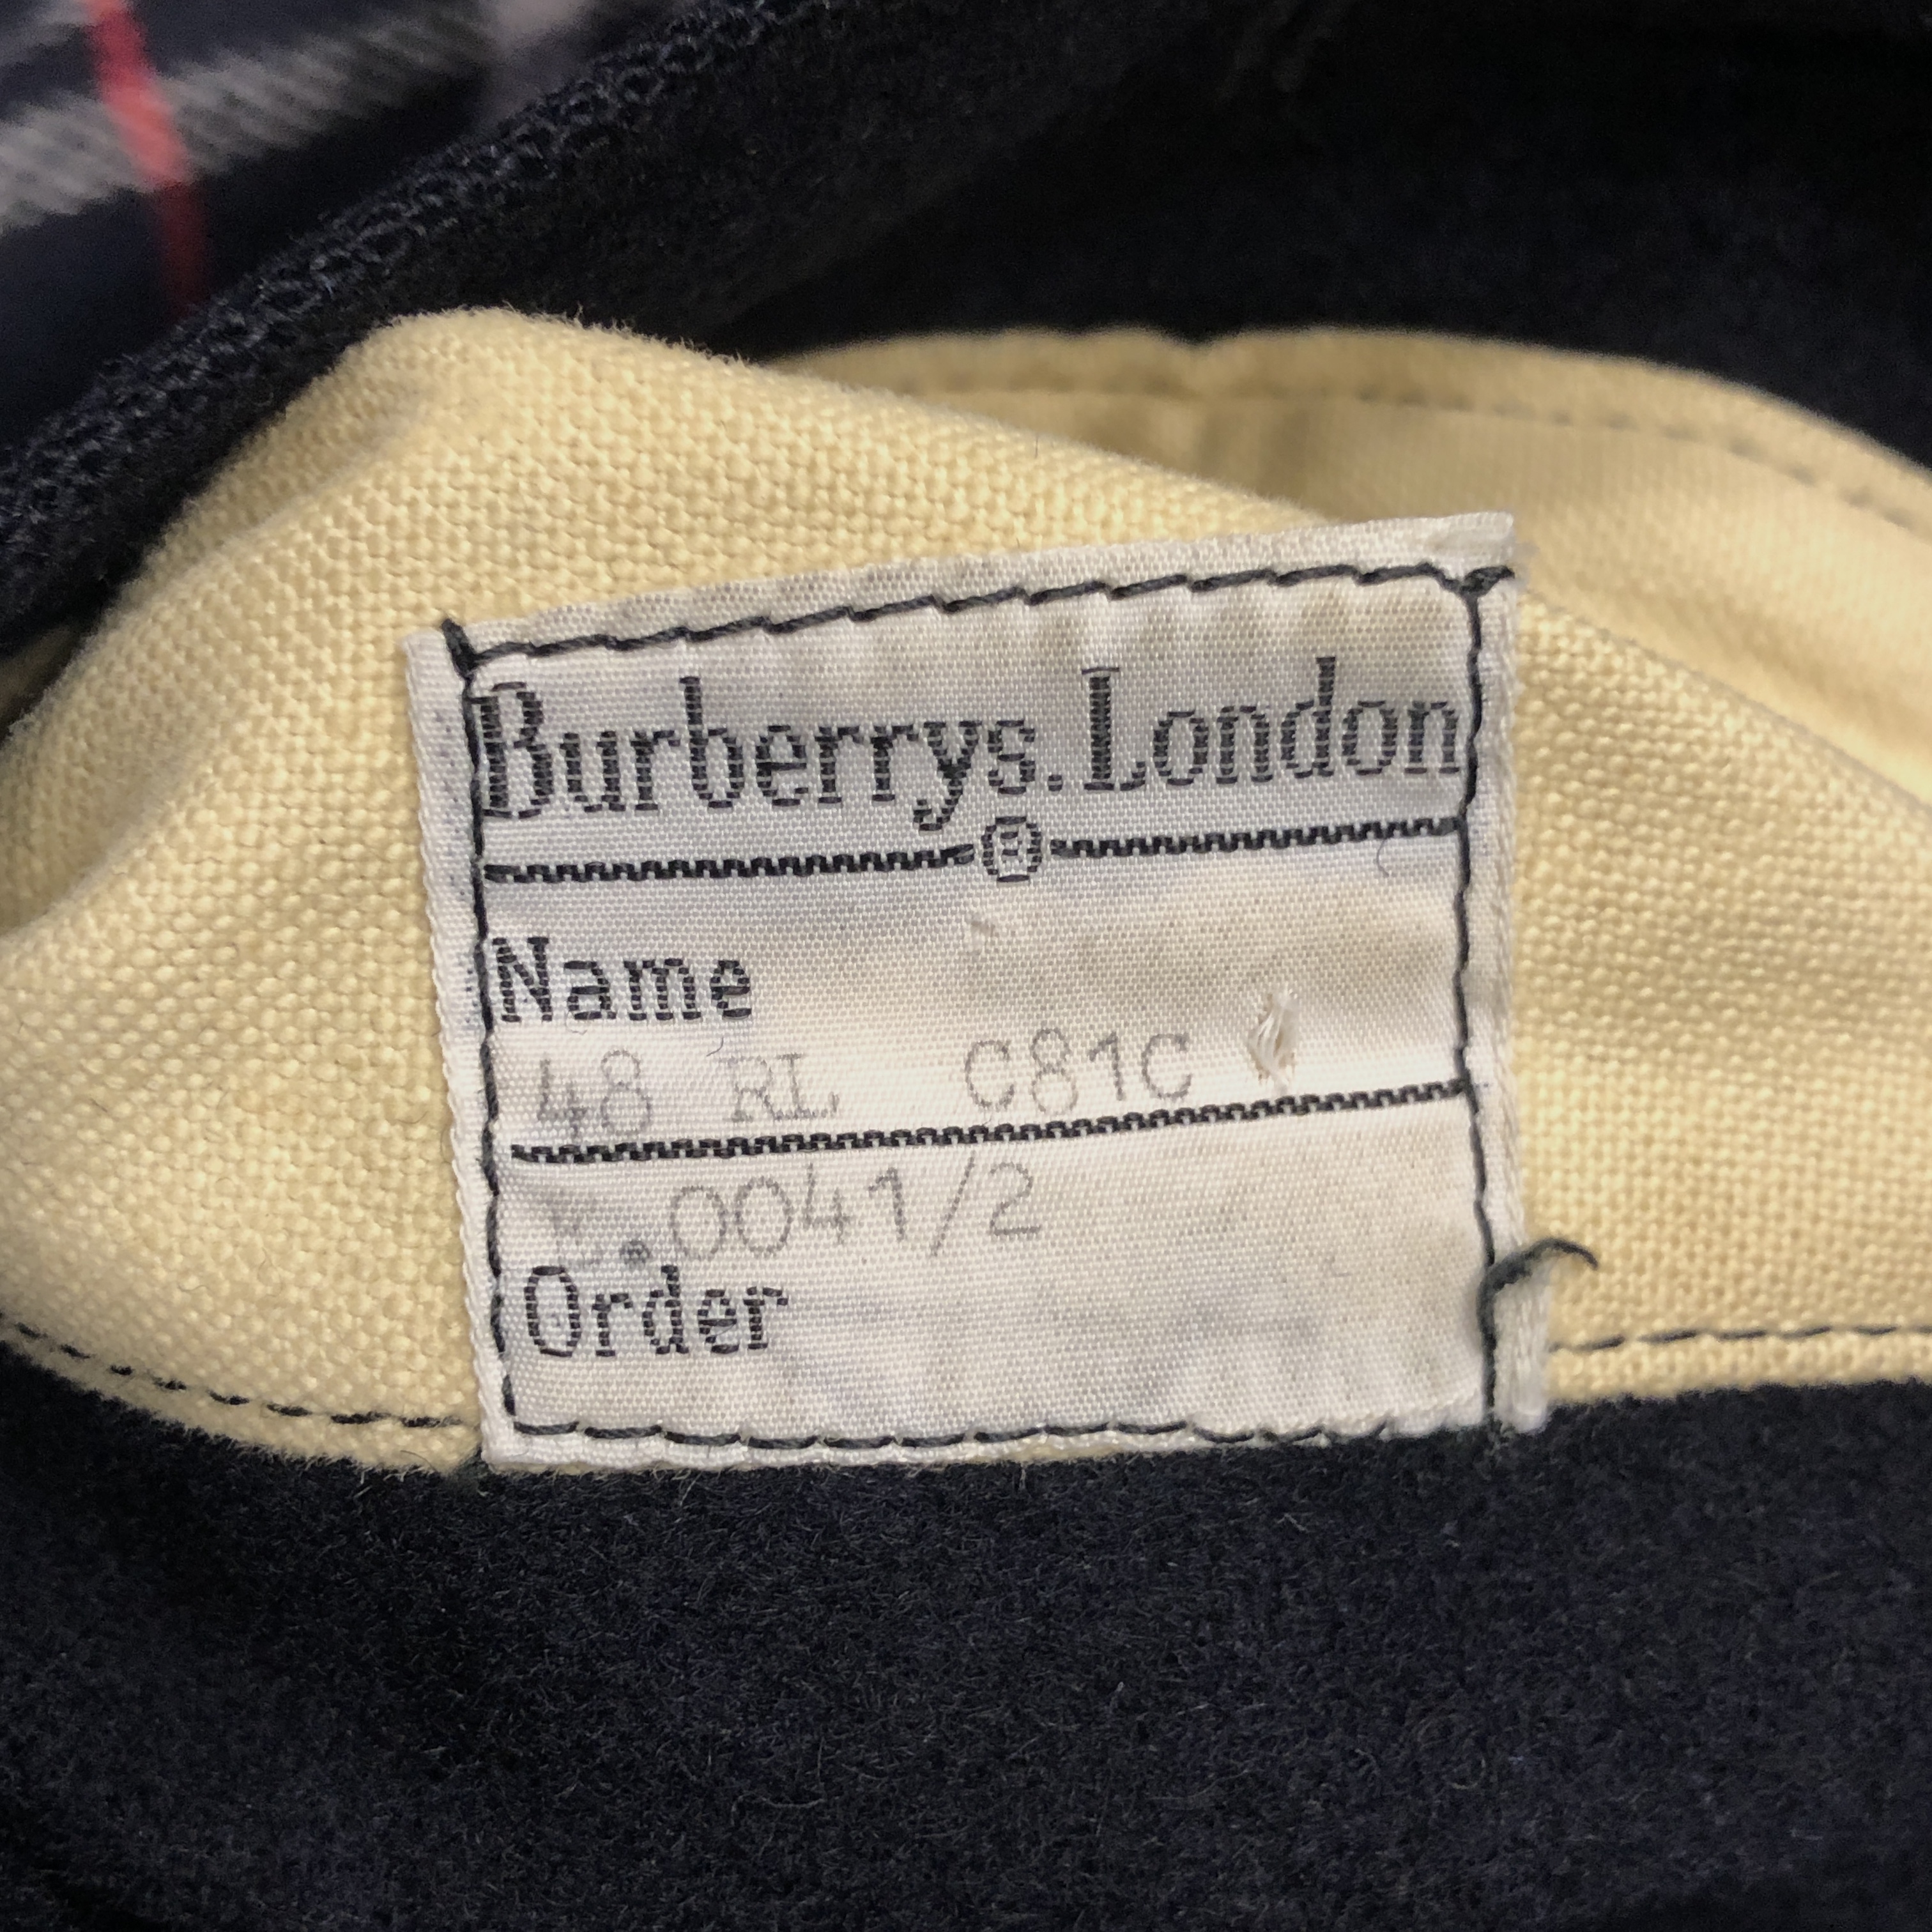 Burberrys. London
®
Name
48 RL C81C
E.0041/2
Order